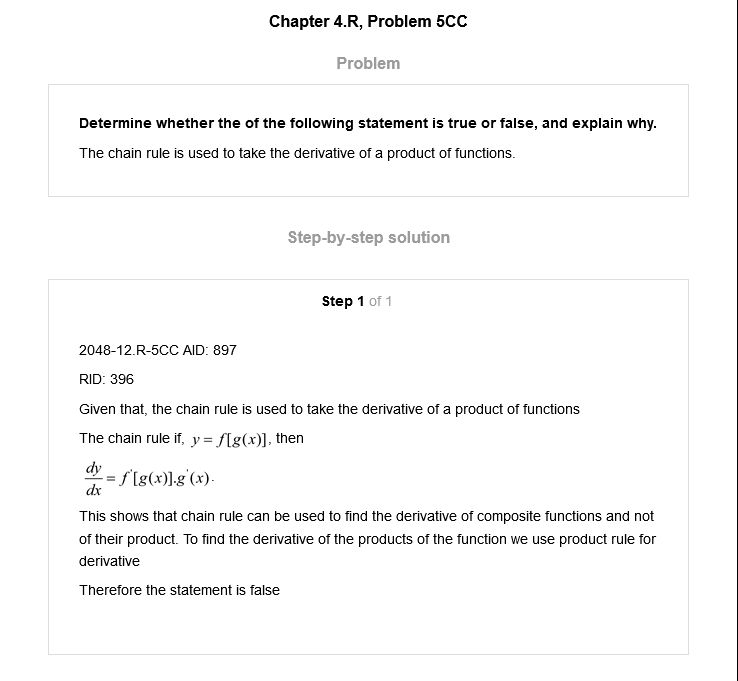 Chapter 4.R, Problem 5CC
Problem
Determine whether the of the following statement is true or false, and explain why.
The chain rule is used to take the derivative of a product of functions.
Step-by-step solution
Step 1 of 1
2048-12.R-5CC AID: 897
RID: 396
Given that, the chain rule is used to take the derivative of a product of functions
The chain rule if, y = f[g(x)], then
dy/dx = f'[g(x)].g'(x).
This shows that chain rule can be used to find the derivative of composite functions and not
of their product. To find the derivative of the products of the function we use product rule for
derivative
Therefore the statement is false